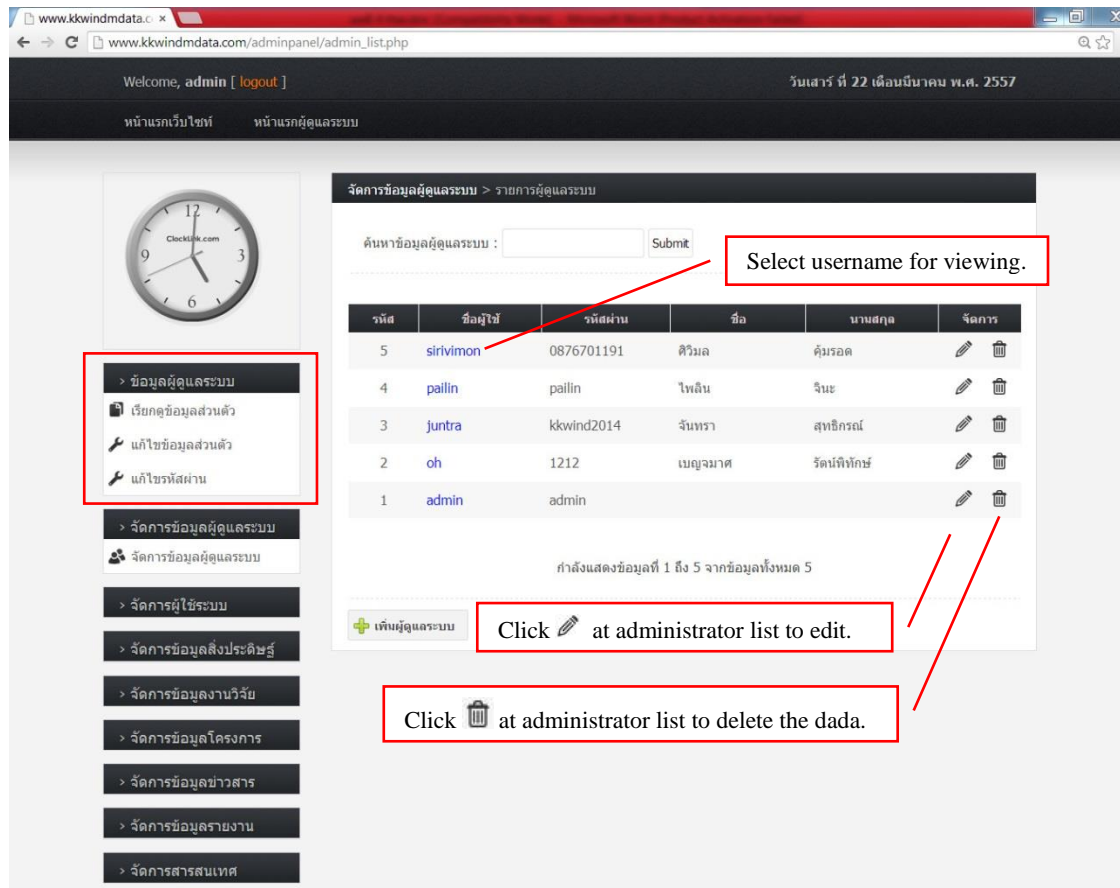 www.kkwindmdata.c
www.kkwindmdata.com/adminpanel/admin_list.php
Welcome, admin [ logout ]
วันเสาร์ ที่ 22 เดือนมีนาคม พ.ศ. 2557
หน้าแรกเว็บไซท์ หน้าแรกผู้ดูแลระบบ
12
ClockLink.com
9 3
6
จัดการข้อมูลผู้ดูแลระบบ > รายการผู้ดูแลระบบ
ค้นหาข้อมูลผู้ดูแลระบบ : Submit
Select username for viewing.
รหัส ชื่อผู้ใช้ รหัสผ่าน ชื่อ นามสกุล จัดการ
5 sirivimon 0876701191 ศิวิมล คุ้มรอด
4 pailin pailin ไพลิน จินะ
3 juntra kkwind2014 จันทรา สุทธิกรณ์
2 oh 1212 เบญจมาศ รัตน์พิทักษ์
1 admin admin
กำลังแสดงข้อมูลที่ 1 ถึง 5 จากข้อมูลทั้งหมด 5
เพิ่มผู้ดูแลระบบ
Click at administrator list to edit.
Click at administrator list to delete the dada.
> ข้อมูลผู้ดูแลระบบ
เรียกดูข้อมูลส่วนตัว
แก้ไขข้อมูลส่วนตัว
แก้ไขรหัสผ่าน
> จัดการข้อมูลผู้ดูแลระบบ
จัดการข้อมูลผู้ดูแลระบบ
> จัดการผู้ใช้ระบบ
> จัดการข้อมูลสิ่งประดิษฐ์
> จัดการข้อมูลงานวิจัย
> จัดการข้อมูลโครงการ
> จัดการข้อมูลข่าวสาร
> จัดการข้อมูลรายงาน
> จัดการสารสนเทศ